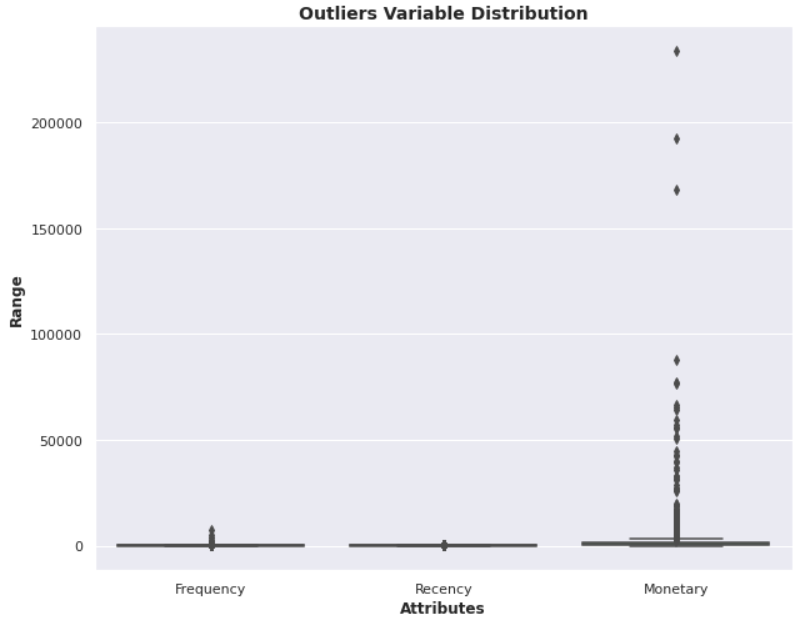 Outliers Variable Distribution
200000
150000
100000
50000
0
Range
Frequency
Recency
Monetary
Attributes